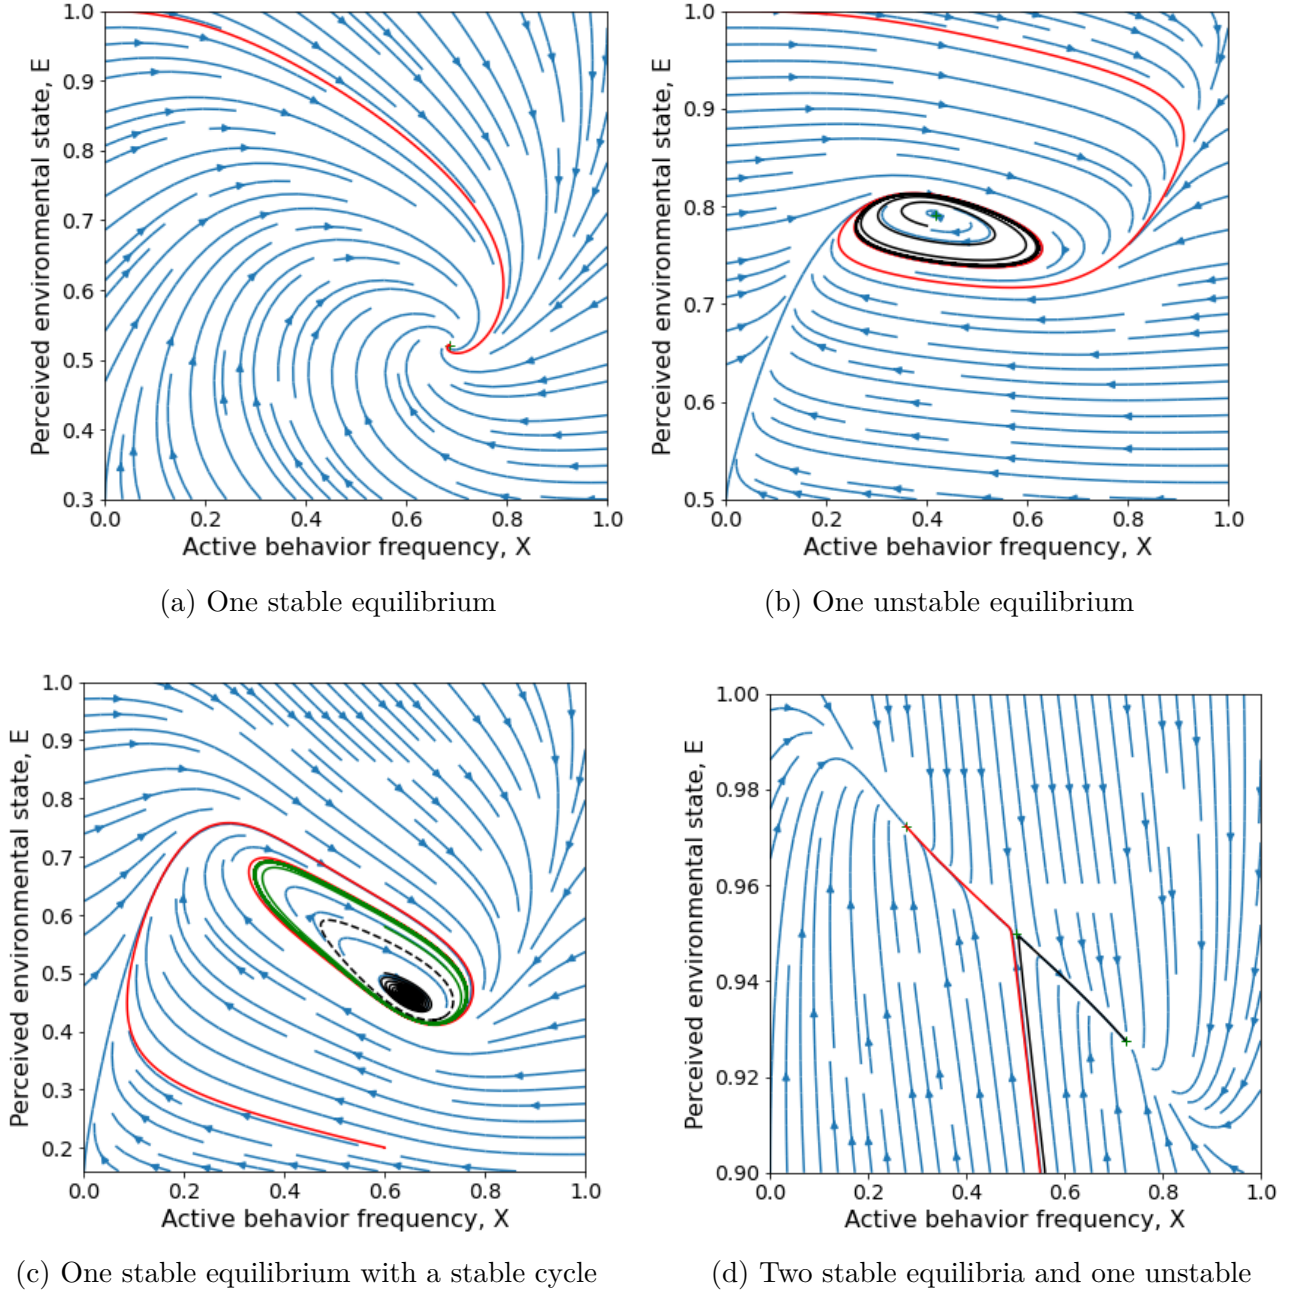 1.0
0.9
0.8
0.7
0.6
0.5
0.4
0.3
0.0 0.2 0.4 0.6 0.8 1.0
Perceived environmental state, E
Active behavior frequency, X
(a) One stable equilibrium
1.0
0.9
0.8
0.7
0.6
0.5
0.0 0.2 0.4 0.6 0.8 1.0
Perceived environmental state, E
Active behavior frequency, X
(b) One unstable equilibrium
1.0
0.9
0.8
0.7
0.6
0.5
0.4
0.3
0.2
0.0 0.2 0.4 0.6 0.8 1.0
Perceived environmental state, E
Active behavior frequency, X
(c) One stable equilibrium with a stable cycle
1.00
0.98
0.96
0.94
0.92
0.90
0.0 0.2 0.4 0.6 0.8 1.0
Perceived environmental state, E
Active behavior frequency, X
(d) Two stable equilibria and one unstable